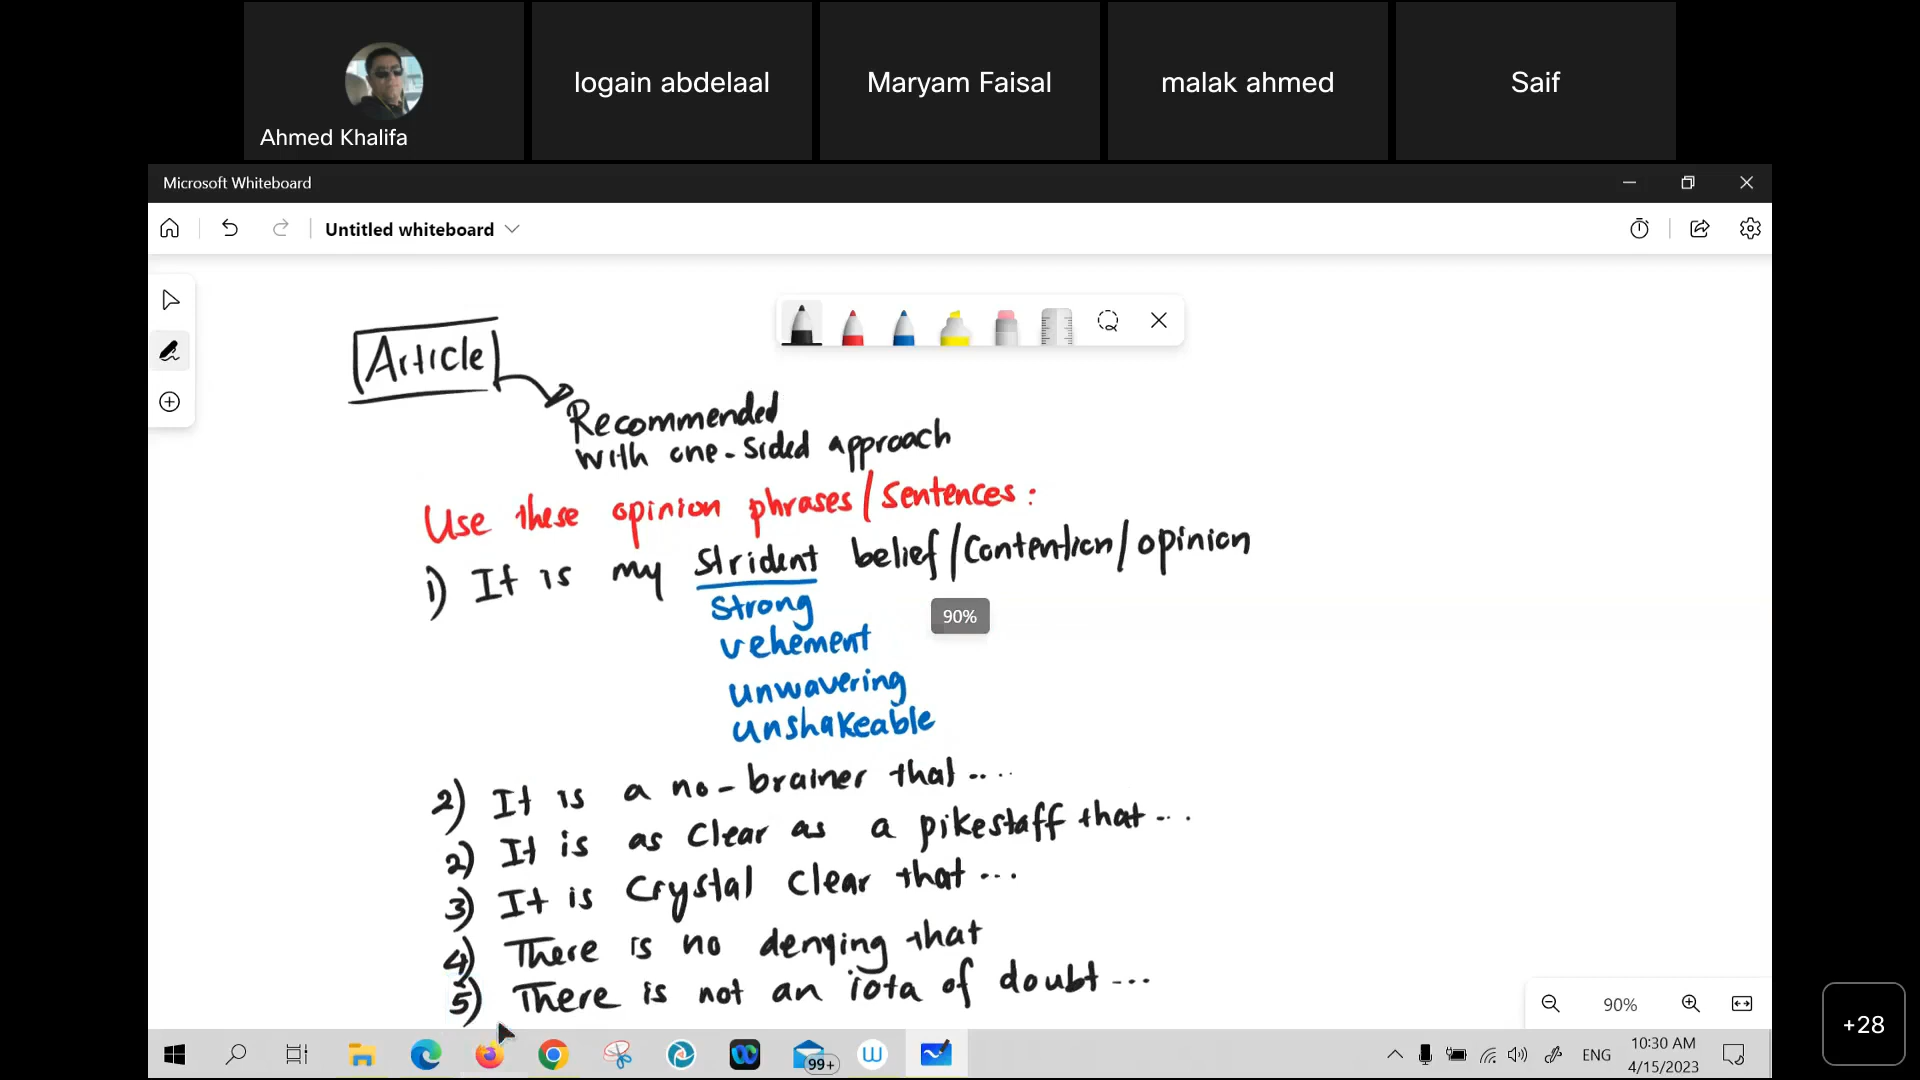 logain abdelaal
Maryam Faisal
malak ahmed
Saif
Ahmed Khalifa
Microsoft Whiteboard
Untitled whiteboard
Article
Recommended
with one-sided approach
Use these opinion phrases/sentences:
1) It is my strident belief/contention/opinion
strong
90%
vehement
unwavering
unshakeable
2) It is a no-brainer that.....
2) It is as clear as a pikestaff that...
3) It is crystal clear that...
4) There is no denying that
5) There is not an iota of doubt...
90%
+28
99+
ENG
10:30 AM
4/15/2023